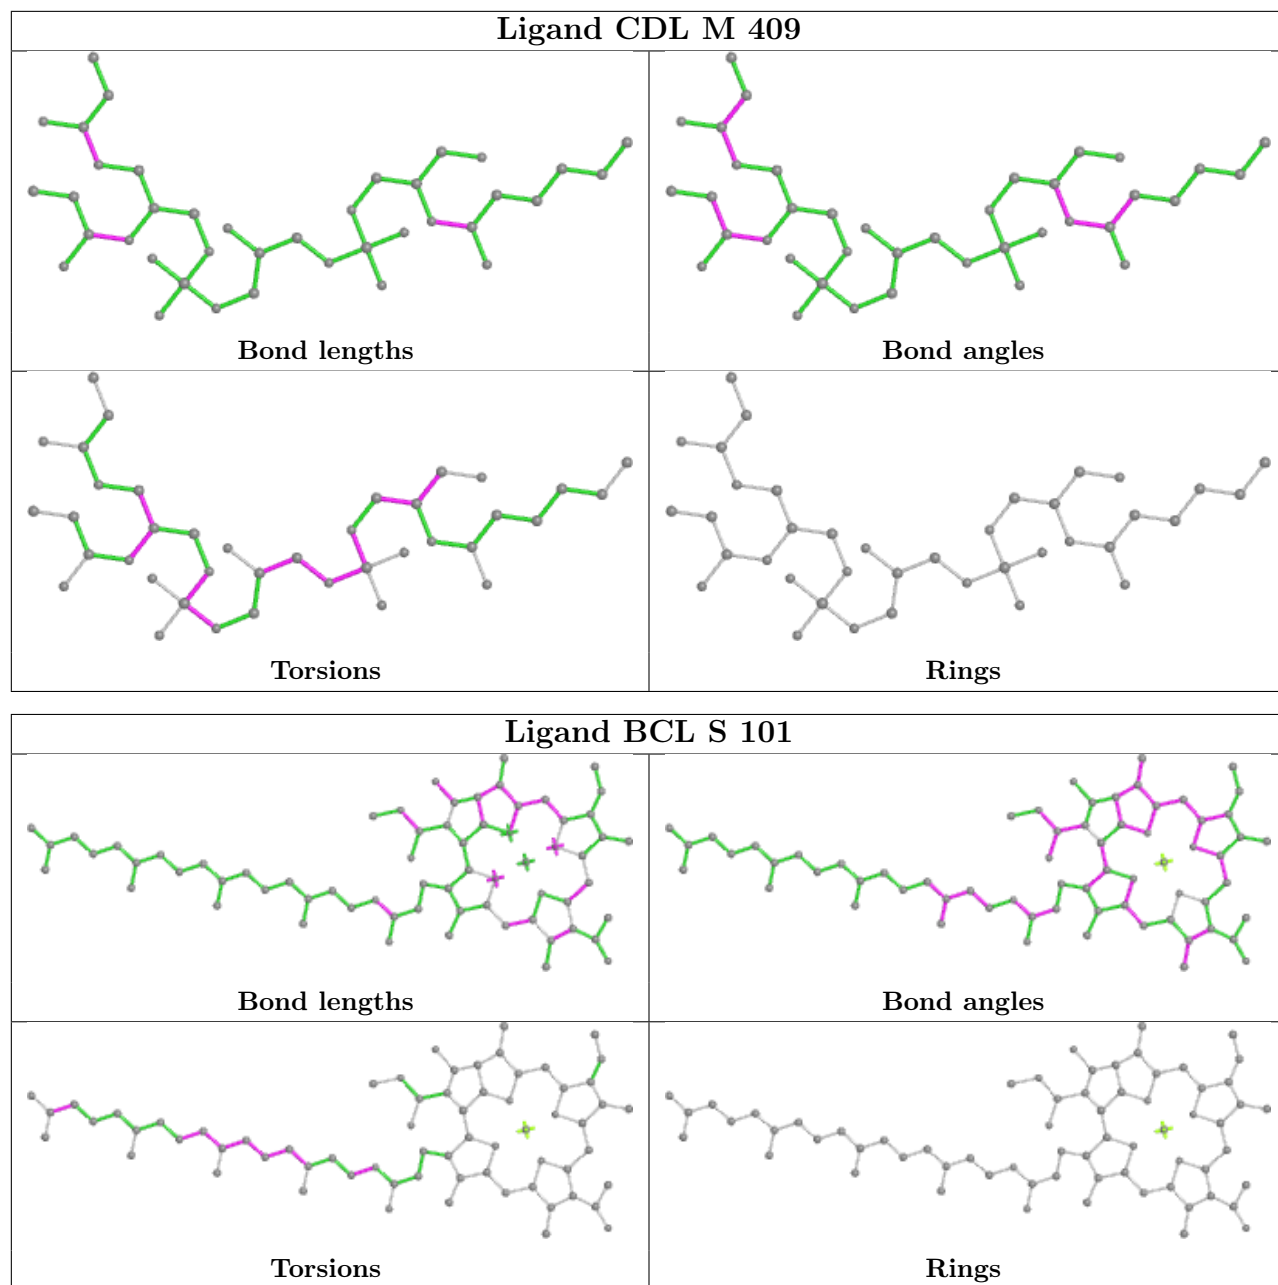 Ligand CDL M 409
Bond lengths
Bond angles
Torsions
Rings
Ligand BCL S 101
Bond lengths
Bond angles
Torsions
Rings